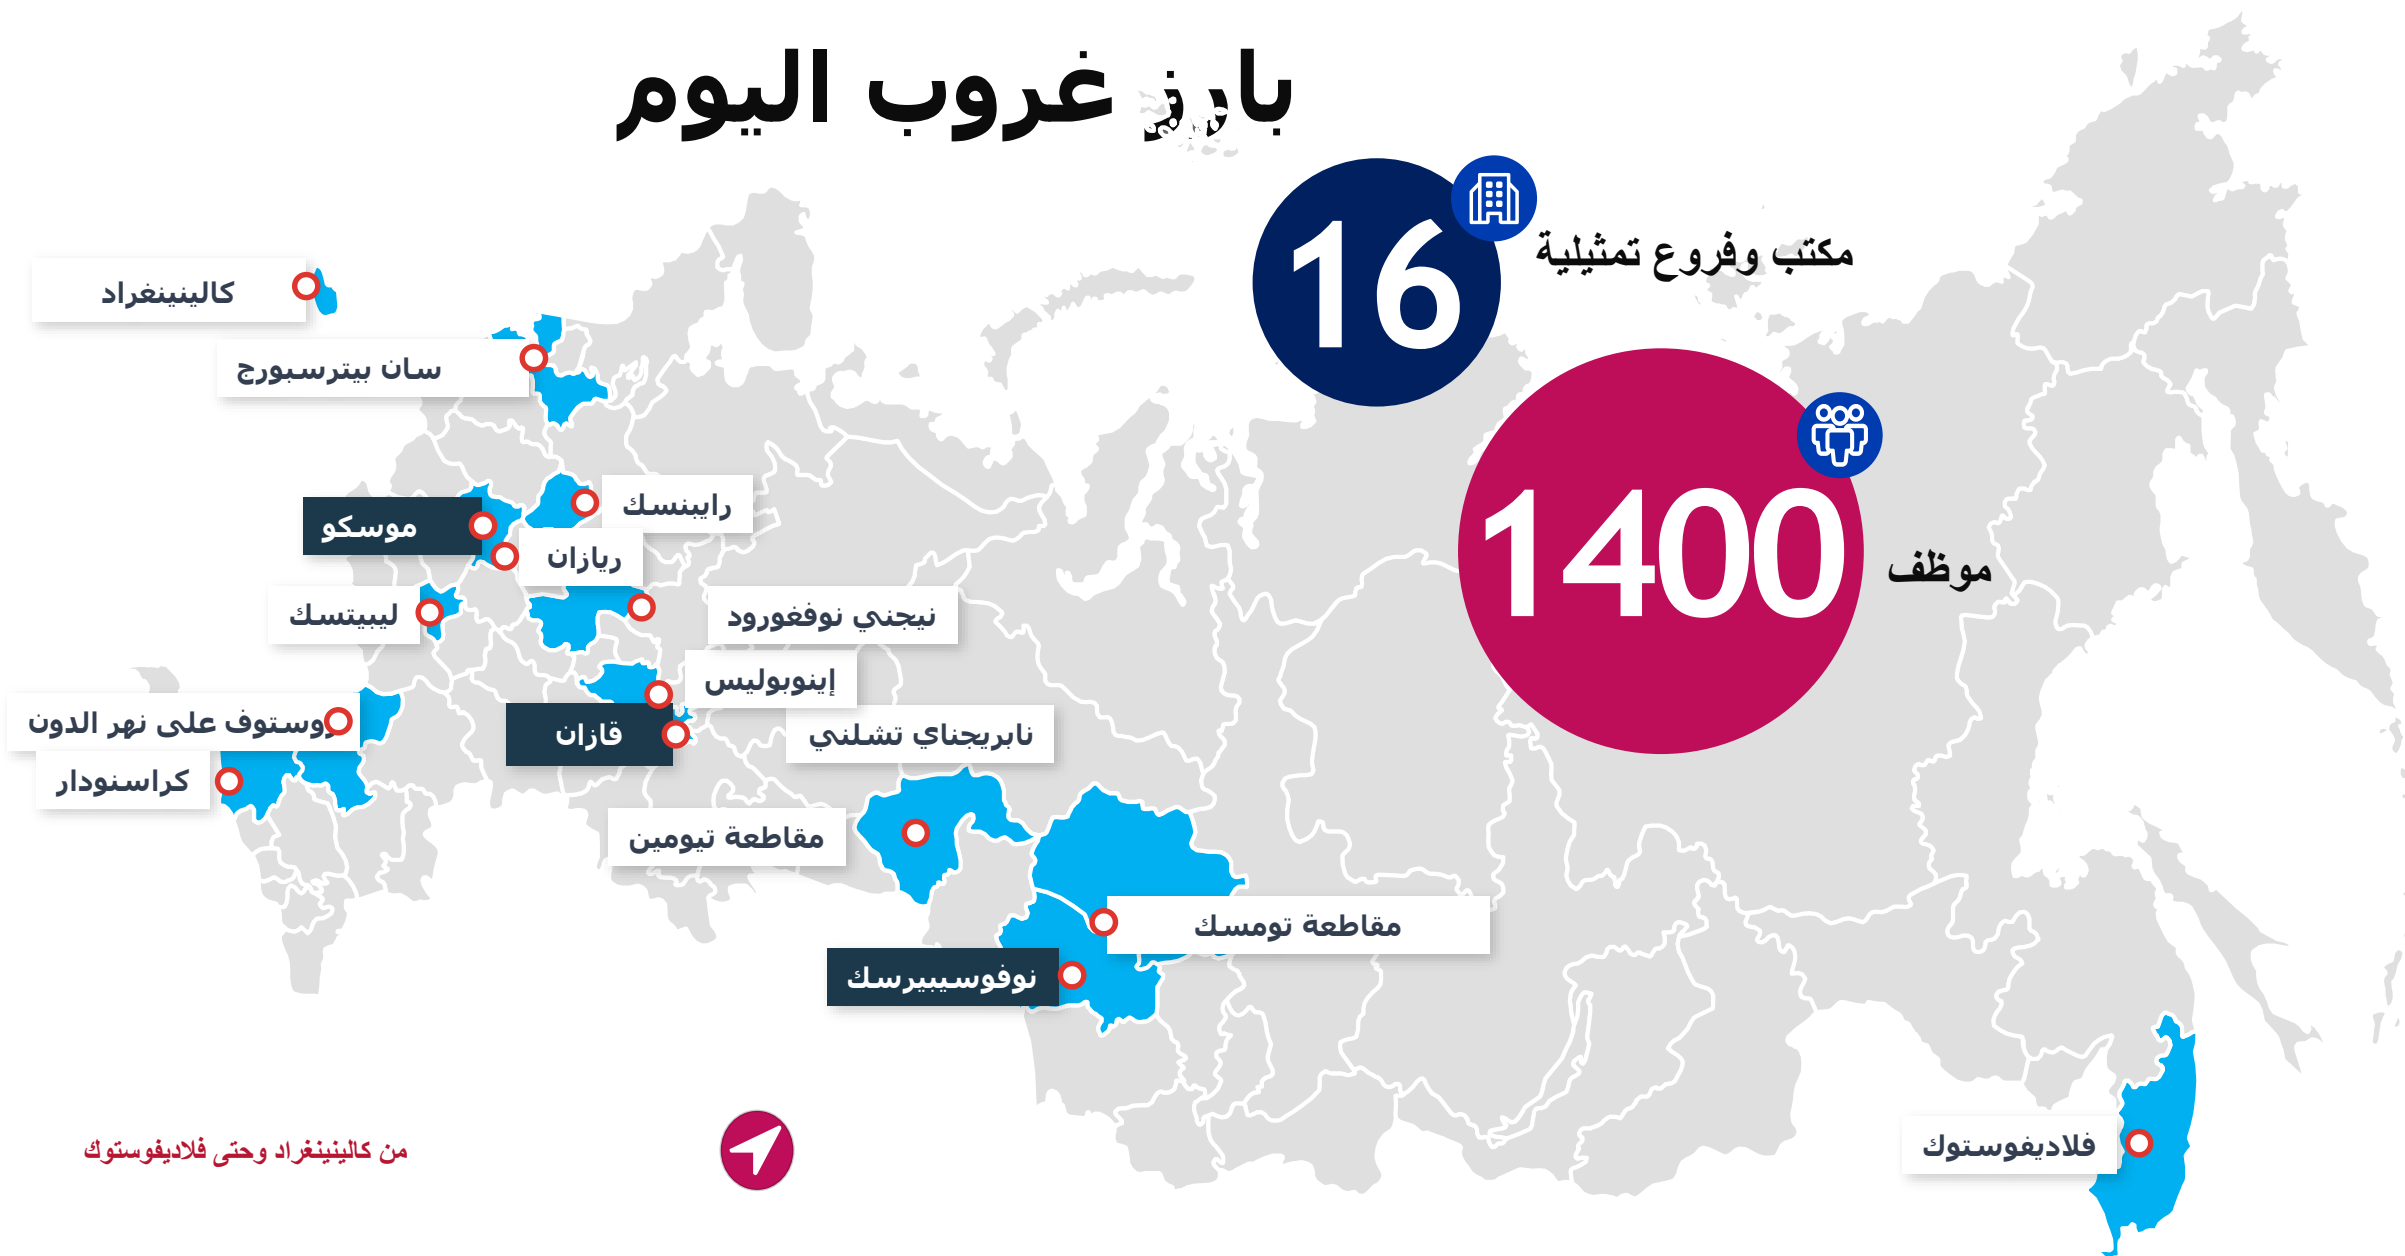 بارز غروب اليوم
16
مكتب وفروع تمثيلية
1400
موظف
كالينينغراد
سان بيترسبورج
رايبنسك
موسكو
ريازان
ليبيتسك
نيجني نوفغورود
إينوبوليس
روستوف على نهر الدون
قازان
نابريجناي تشلني
كراسنودار
مقاطعة تيومين
مقاطعة تومسك
نوفوسيبيرسك
فلاديفوستوك
من كالينينغراد وحتى فلاديفوستوك